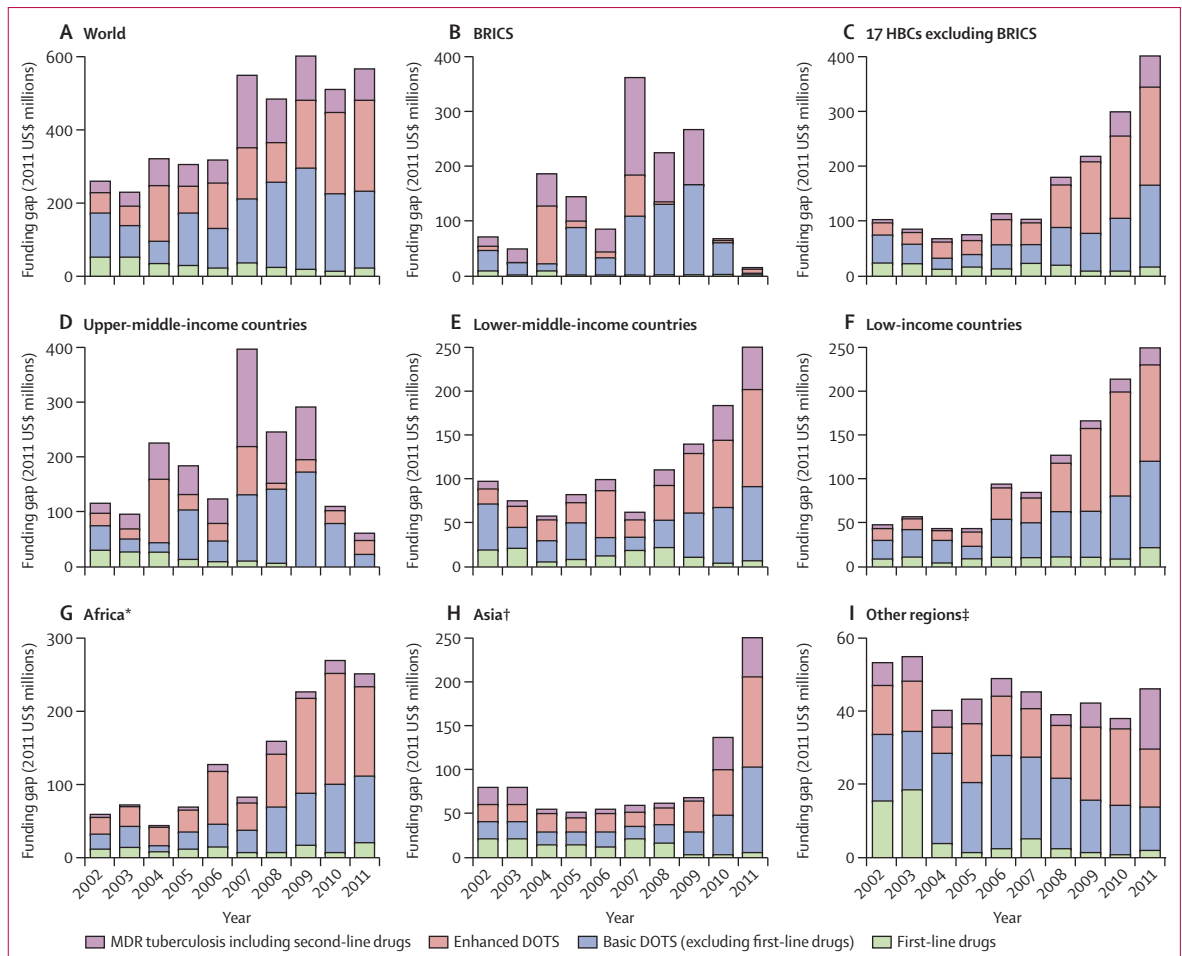 A World
B BRICS
C 17 HBCs excluding BRICS
Funding gap (2011 US$ millions)
600
400
200
0
Funding gap (2011 US$ millions)
400
300
200
100
0
Funding gap (2011 US$ millions)
400
300
200
100
0
D Upper-middle-income countries
E Lower-middle-income countries
F Low-income countries
Funding gap (2011 US$ millions)
400
300
200
100
0
Funding gap (2011 US$ millions)
250
200
150
100
50
0
Funding gap (2011 US$ millions)
250
200
150
100
50
0
G Africa*
H Asia†
I Other regions‡
Funding gap (2011 US$ millions)
300
200
100
0
Funding gap (2011 US$ millions)
250
200
150
100
50
0
Funding gap (2011 US$ millions)
60
40
20
0
2002 2003 2004 2005 2006 2007 2008 2009 2010 2011
2002 2003 2004 2005 2006 2007 2008 2009 2010 2011
2002 2003 2004 2005 2006 2007 2008 2009 2010 2011
Year
Year
Year
MDR tuberculosis including second-line drugs
Enhanced DOTS
Basic DOTS (excluding first-line drugs)
First-line drugs